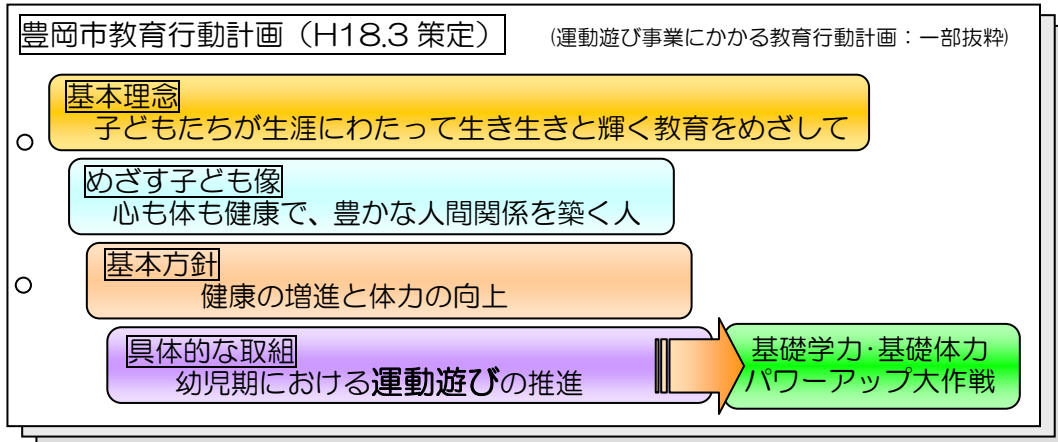 豊岡市教育行動計画（H18.3 策定）
(運動遊び事業にかかる教育行動計画：一部抜粋)
基本理念
子どもたちが生涯にわたって生き生きと輝く教育をめざして
めざす子ども像
心も体も健康で、豊かな人間関係を築く人
基本方針
健康の増進と体力の向上
具体的な取組
幼児期における運動遊びの推進
基礎学力･基礎体力
パワーアップ大作戦